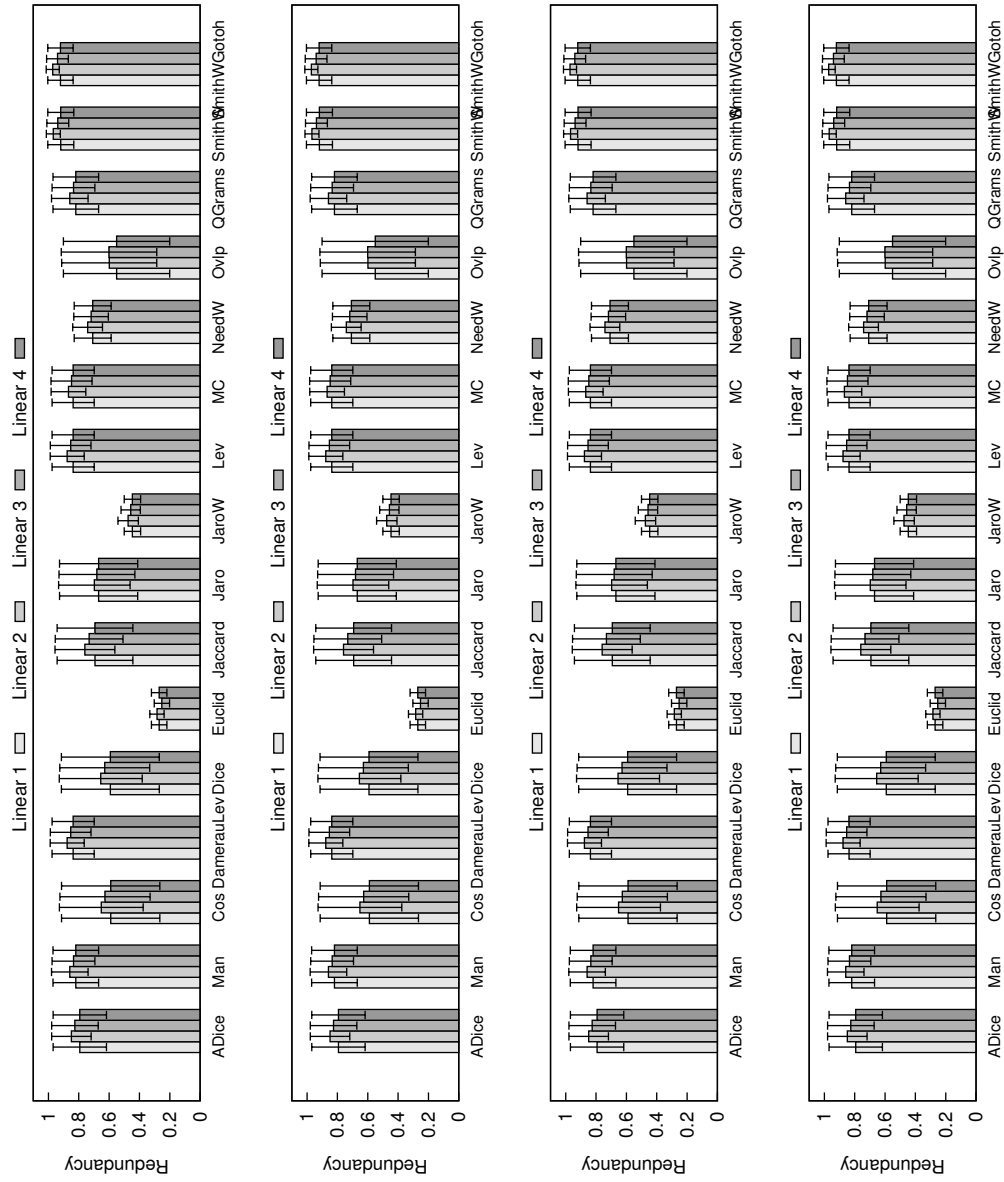 Linear 1 Linear 2 Linear 3 Linear 4
1
0.8
0.6
0.4
0.2
0
Redundancy
ADice Man Cos DamerauLev Dice Euclid Jaccard Jaro JaroW Lev MC NeedW Ovlp QGrams SmithW SmithWGotoh
Linear 1 Linear 2 Linear 3 Linear 4
1
0.8
0.6
0.4
0.2
0
Redundancy
ADice Man Cos DamerauLev Dice Euclid Jaccard Jaro JaroW Lev MC NeedW Ovlp QGrams SmithW SmithWGotoh
Linear 1 Linear 2 Linear 3 Linear 4
1
0.8
0.6
0.4
0.2
0
Redundancy
ADice Man Cos DamerauLev Dice Euclid Jaccard Jaro JaroW Lev MC NeedW Ovlp QGrams SmithW SmithWGotoh
Linear 1 Linear 2 Linear 3 Linear 4
1
0.8
0.6
0.4
0.2
0
Redundancy
ADice Man Cos DamerauLev Dice Euclid Jaccard Jaro JaroW Lev MC NeedW Ovlp QGrams SmithW SmithWGotoh